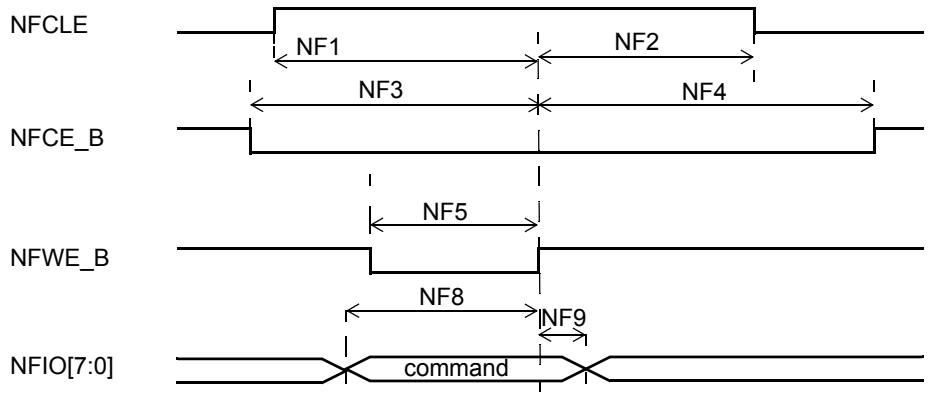 NFCLE
NF1
NF2
NF3
NF4
NFCE_B
NF5
NFWE_B
NF8
NF9
NFIO[7:0]
command